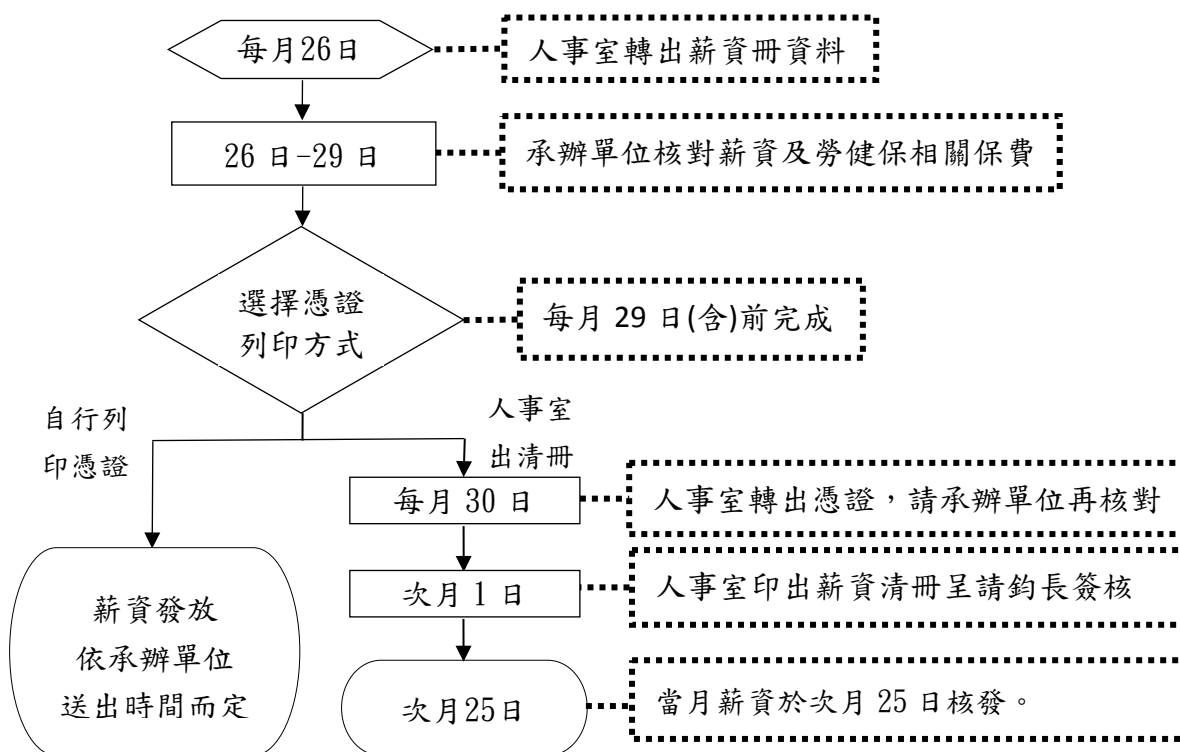 每月26日
人事室轉出薪資冊資料
26 日-29 日
承辦單位核對薪資及勞健保相關保費
選擇憑證
列印方式
每月 29 日(含)前完成
自行列
印憑證
人事室
出清冊
每月 30 日
人事室轉出憑證，請承辦單位再核對
次月 1 日
人事室印出薪資清冊呈請鈞長簽核
薪資發放
依承辦單位
送出時間而定
次月25日
當月薪資於次月 25 日核發。